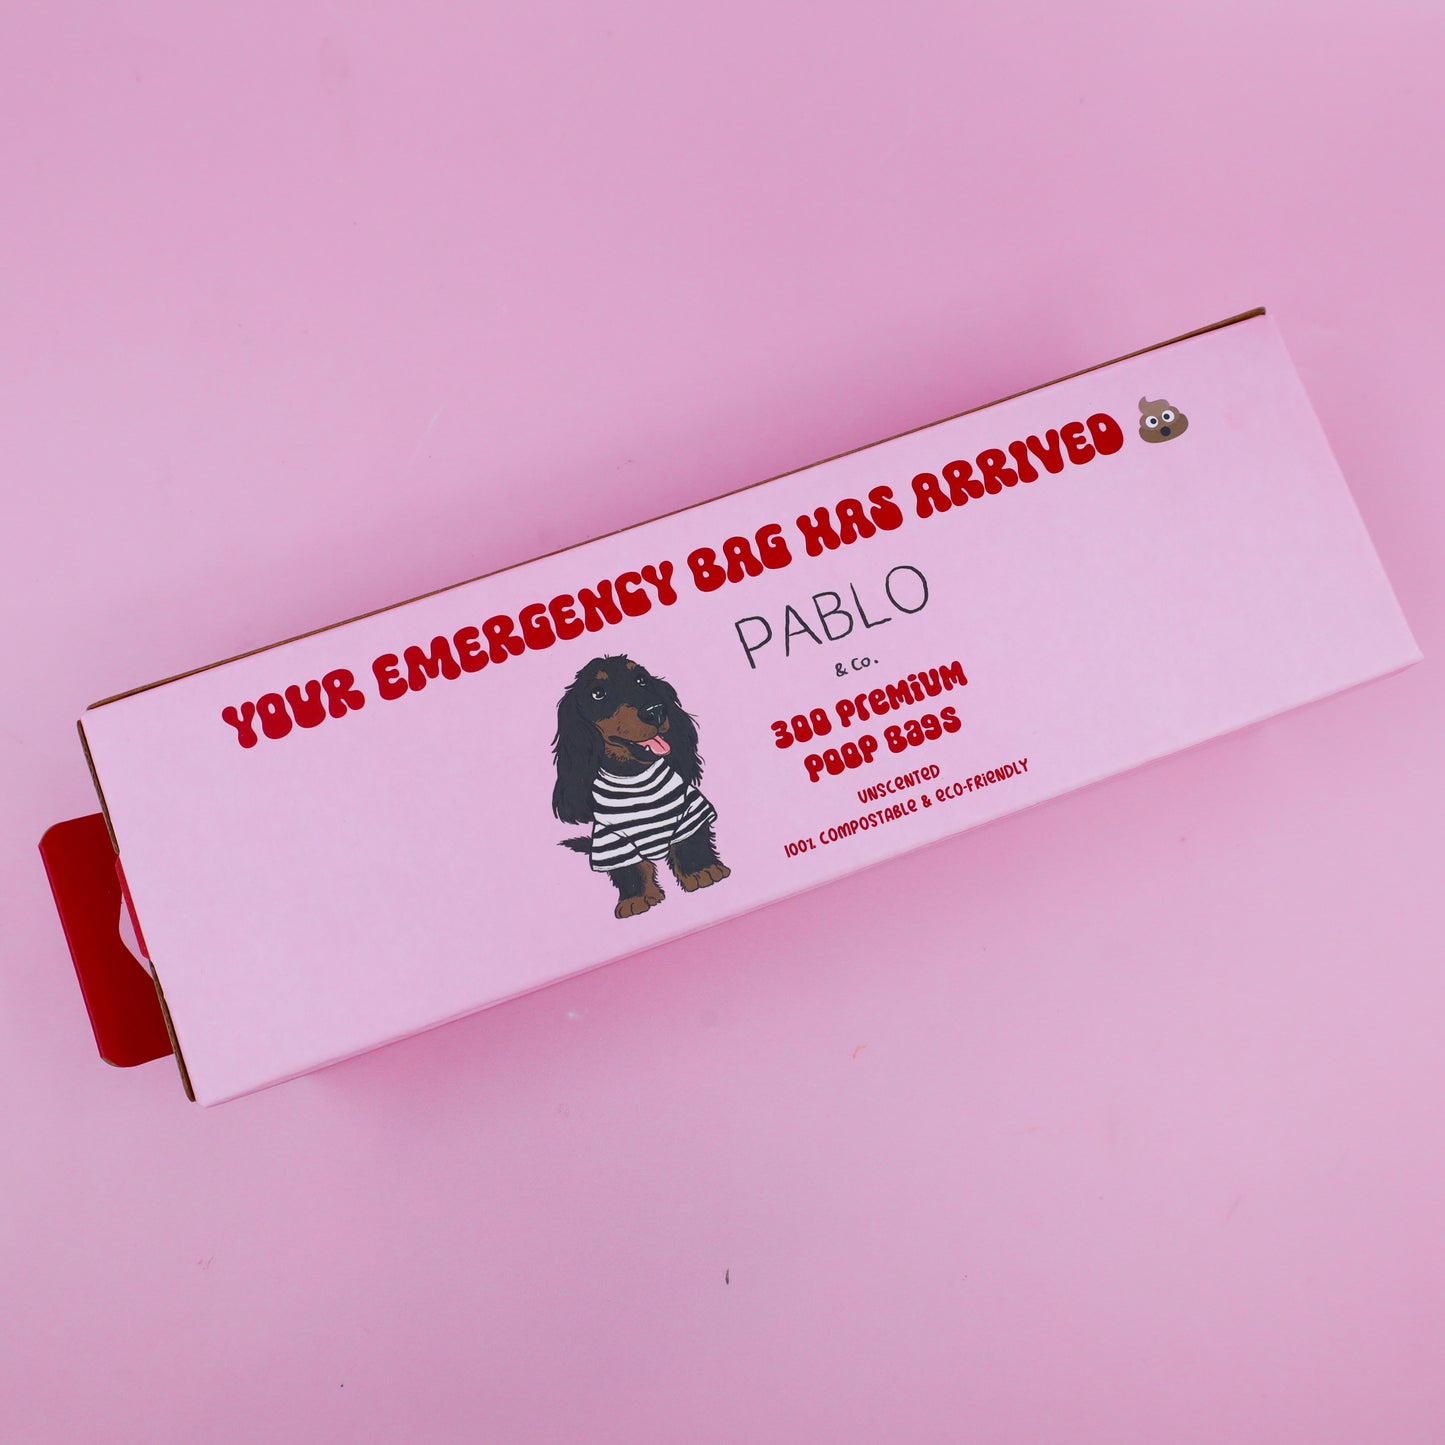 YOUR EMERGENCY BAG HAS ARRIVED
PABLO
& Co.
300 PREMIUM
POOP BAGS
UNSCENTED
100% COMPOSTABLE & ECO-FRIENDLY